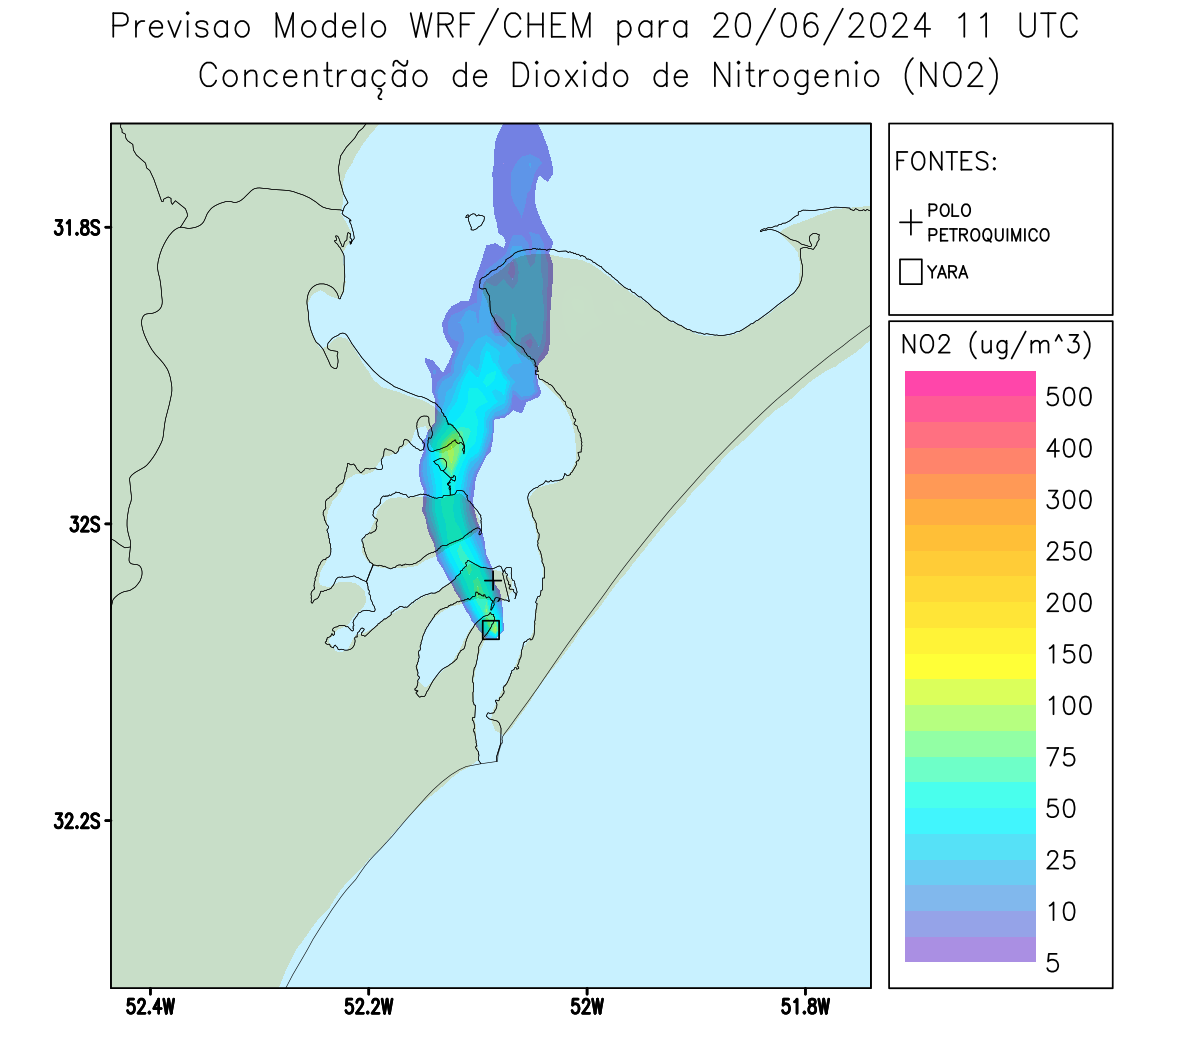 Previsao Modelo WRF/CHEM para 20/06/2024 11 UTC
Concentração de Dioxido de Nitrogenio (NO2)
FONTES:
POLO
PETROQUIMICO
YARA
NO2 (ug/m^3)
500
400
300
250
200
150
100
75
50
25
10
5
31.8S
32S
32.2S
52.4W
52.2W
52W
51.8W